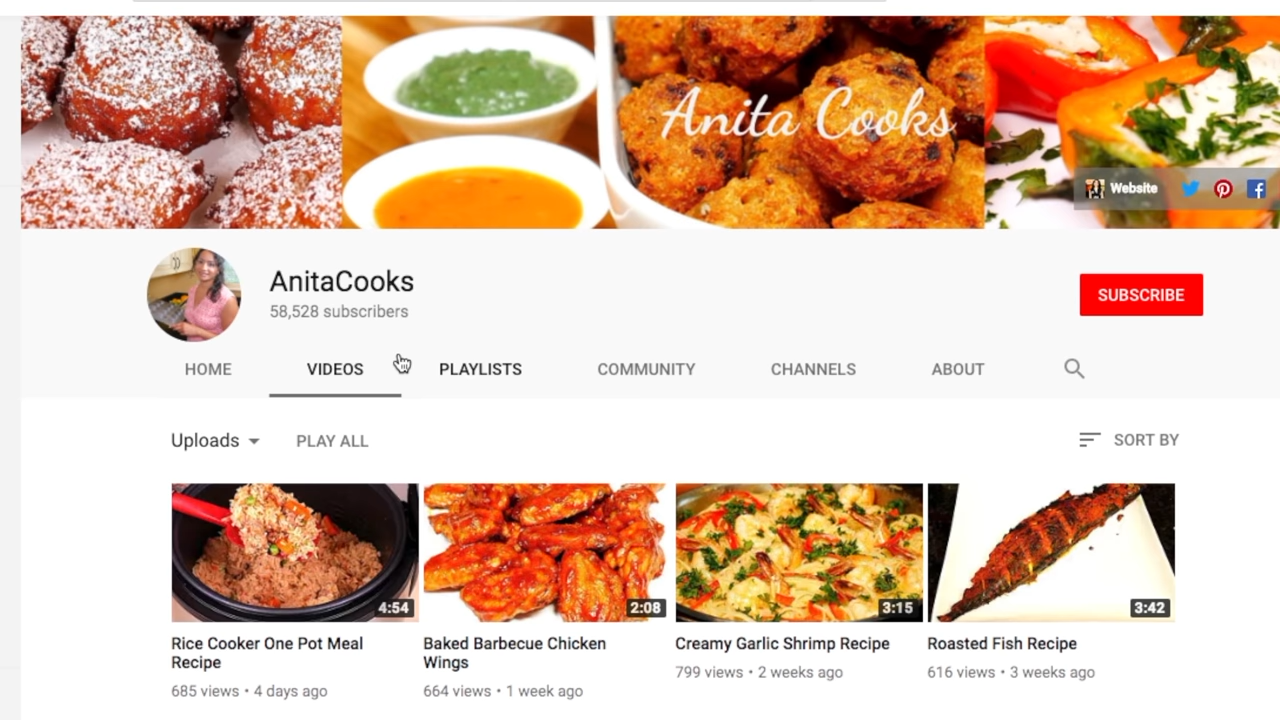 Anita Cooks
Website
AnitaCooks
58,528 subscribers
SUBSCRIBE
HOME VIDEOS PLAYLISTS COMMUNITY CHANNELS ABOUT
Uploads PLAY ALL SORT BY
4:54 2:08 3:15 3:42
Rice Cooker One Pot Meal
Recipe
685 views • 4 days ago
Baked Barbecue Chicken
Wings
664 views • 1 week ago
Creamy Garlic Shrimp Recipe
799 views • 2 weeks ago
Roasted Fish Recipe
616 views • 3 weeks ago